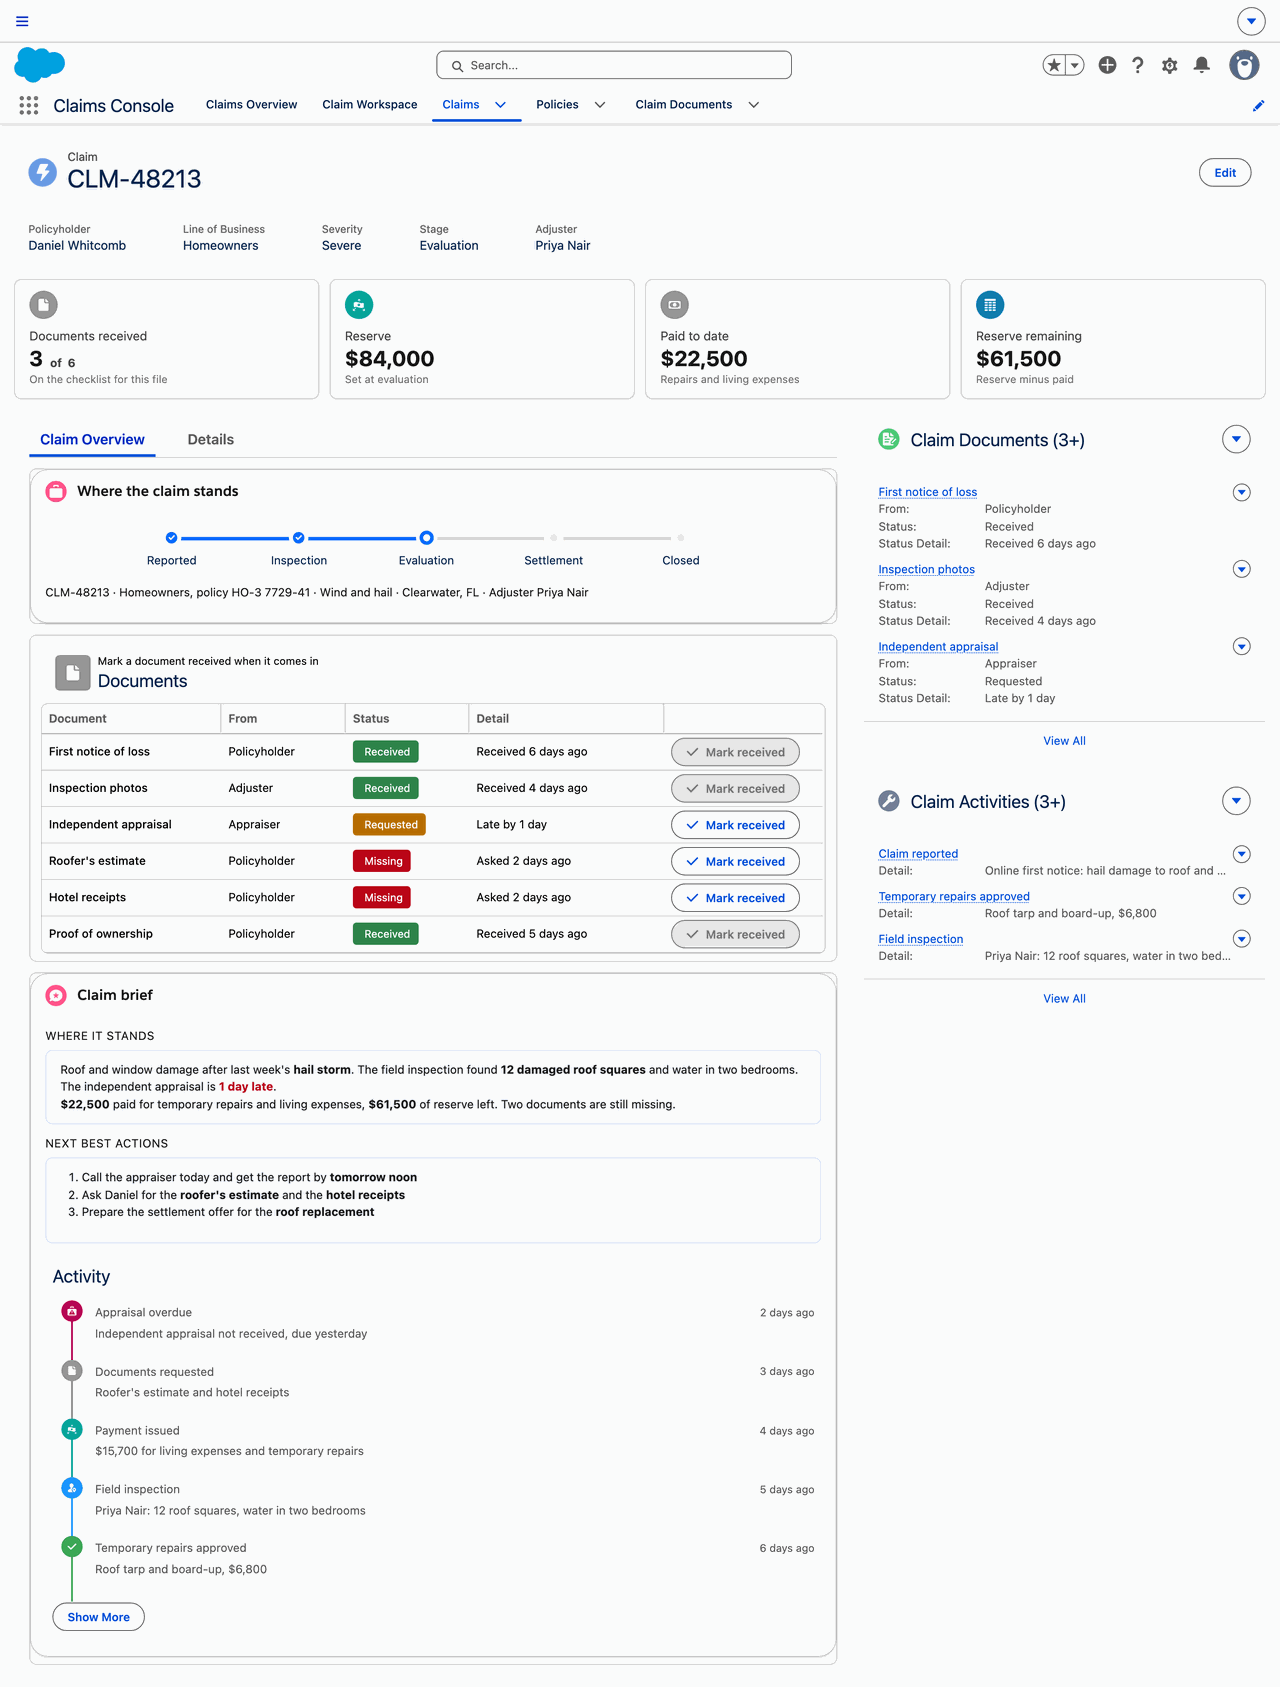 Search...
Claims Console
Claims Overview
Claim Workspace
Claims
Policies
Claim Documents
Claim
CLM-48213
Edit
Policyholder
Daniel Whitcomb
Line of Business
Homeowners
Severity
Severe
Stage
Evaluation
Adjuster
Priya Nair
Documents received
3 of 6
On the checklist for this file
Reserve
$84,000
Set at evaluation
Paid to date
$22,500
Repairs and living expenses
Reserve remaining
$61,500
Reserve minus paid
Claim Overview
Details
Where the claim stands
Reported
Inspection
Evaluation
Settlement
Closed
CLM-48213 · Homeowners, policy HO-3 7729-41 · Wind and hail · Clearwater, FL · Adjuster Priya Nair
Mark a document received when it comes in
Documents
Document From Status Detail
First notice of loss Policyholder Received Received 6 days ago Mark received
Inspection photos Adjuster Received Received 4 days ago Mark received
Independent appraisal Appraiser Requested Late by 1 day Mark received
Roofer's estimate Policyholder Missing Asked 2 days ago Mark received
Hotel receipts Policyholder Missing Asked 2 days ago Mark received
Proof of ownership Policyholder Received Received 5 days ago Mark received
Claim brief
WHERE IT STANDS
Roof and window damage after last week's hail storm. The field inspection found 12 damaged roof squares and water in two bedrooms.
The independent appraisal is 1 day late.
$22,500 paid for temporary repairs and living expenses, $61,500 of reserve left. Two documents are still missing.
NEXT BEST ACTIONS
1. Call the appraiser today and get the report by tomorrow noon
2. Ask Daniel for the roofer's estimate and the hotel receipts
3. Prepare the settlement offer for the roof replacement
Activity
Appraisal overdue 2 days ago
Independent appraisal not received, due yesterday
Documents requested 3 days ago
Roofer's estimate and hotel receipts
Payment issued 4 days ago
$15,700 for living expenses and temporary repairs
Field inspection 5 days ago
Priya Nair: 12 roof squares, water in two bedrooms
Temporary repairs approved 6 days ago
Roof tarp and board-up, $6,800
Show More
Claim Documents (3+)
First notice of loss
From: Policyholder
Status: Received
Status Detail: Received 6 days ago
Inspection photos
From: Adjuster
Status: Received
Status Detail: Received 4 days ago
Independent appraisal
From: Appraiser
Status: Requested
Status Detail: Late by 1 day
View All
Claim Activities (3+)
Claim reported
Detail: Online first notice: hail damage to roof and ...
Temporary repairs approved
Detail: Roof tarp and board-up, $6,800
Field inspection
Detail: Priya Nair: 12 roof squares, water in two bed...
View All